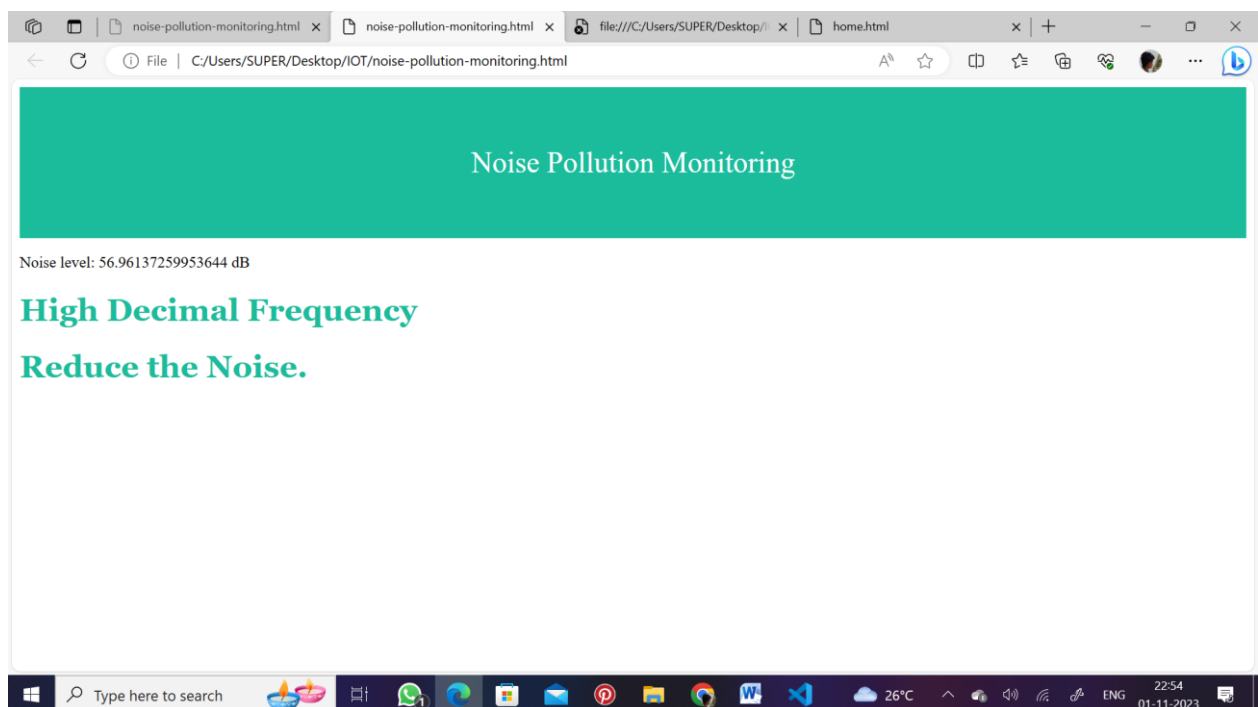 noise-pollution-monitoring.html
noise-pollution-monitoring.html
file:///C:/Users/SUPER/Desktop/
home.html
File | C:/Users/SUPER/Desktop/IOT/noise-pollution-monitoring.html
Noise Pollution Monitoring
Noise level: 56.96137259953644 dB
High Decimal Frequency
Reduce the Noise.
Type here to search
26°C
ENG
22:54
01-11-2023